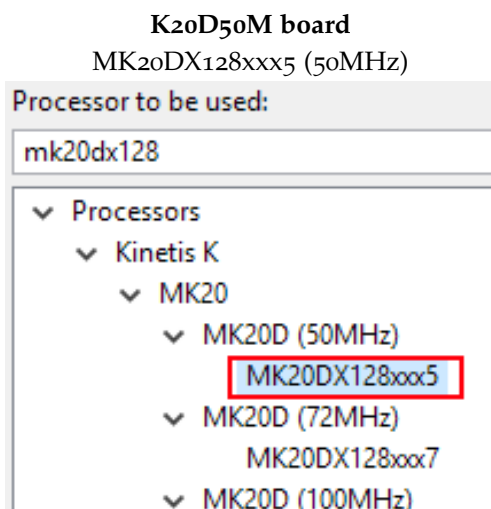 K20D50M board
MK20DX128xxx5 (50MHz)
Processor to be used:
mk20dx128
Processors
Kinetis K
MK20
MK20D (50MHz)
MK20DX128xxx5
MK20D (72MHz)
MK20DX128xxx7
MK20D (100MHz)